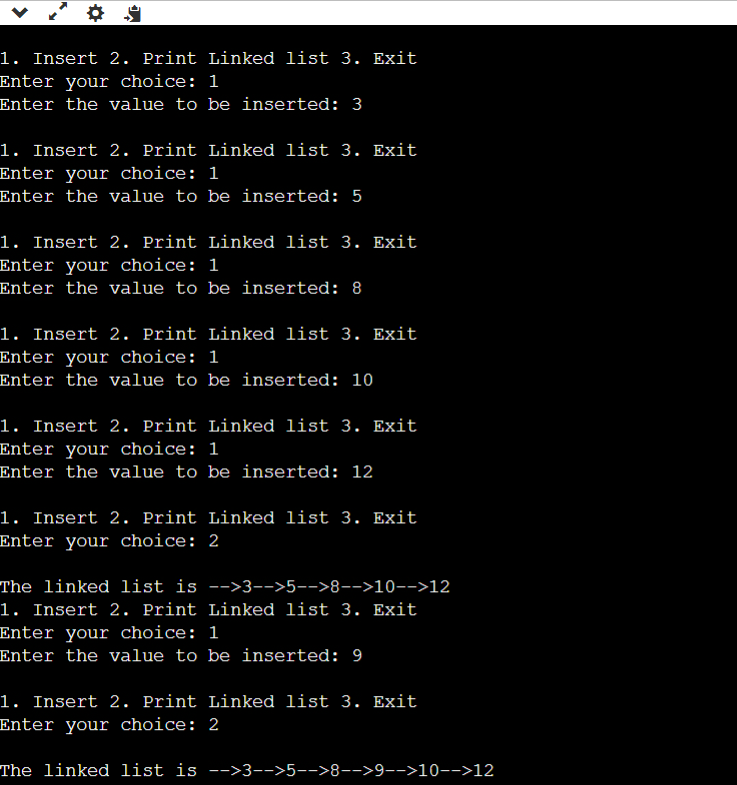 1. Insert 2. Print Linked list 3. Exit
Enter your choice: 1
Enter the value to be inserted: 3
1. Insert 2. Print Linked list 3. Exit
Enter your choice: 1
Enter the value to be inserted: 5
1. Insert 2. Print Linked list 3. Exit
Enter your choice: 1
Enter the value to be inserted: 8
1. Insert 2. Print Linked list 3. Exit
Enter your choice: 1
Enter the value to be inserted: 10
1. Insert 2. Print Linked list 3. Exit
Enter your choice: 1
Enter the value to be inserted: 12
1. Insert 2. Print Linked list 3. Exit
Enter your choice: 2
The linked list is -->3-->5-->8-->10-->12
1. Insert 2. Print Linked list 3. Exit
Enter your choice: 1
Enter the value to be inserted: 9
1. Insert 2. Print Linked list 3. Exit
Enter your choice: 2
The linked list is -->3-->5-->8-->9-->10-->12